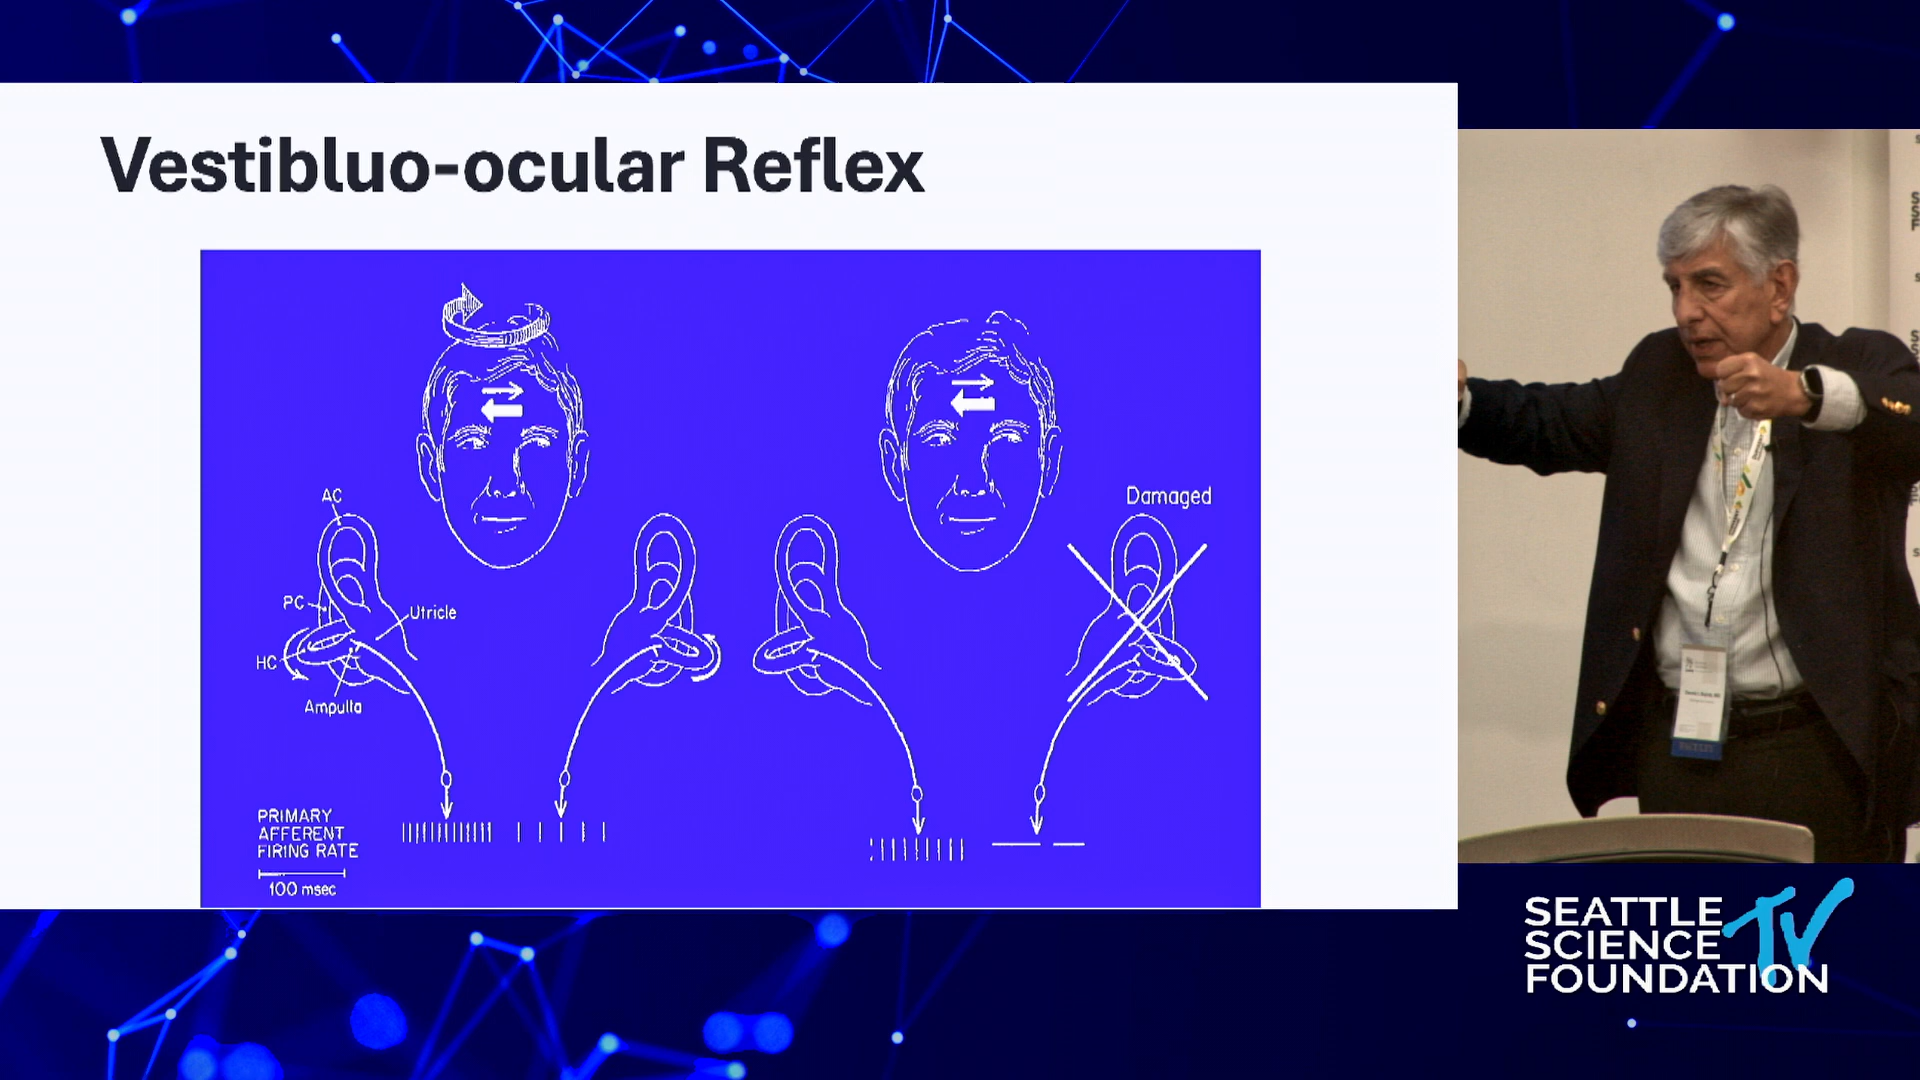 Vestibluo-ocular Reflex
AC
PC
Utricle
HC
Ampulla
Damaged
PRIMARY
AFFERENT
FIRING RATE
100 msec
SEATTLE
SCIENCE
FOUNDATION
TV
FACULTY